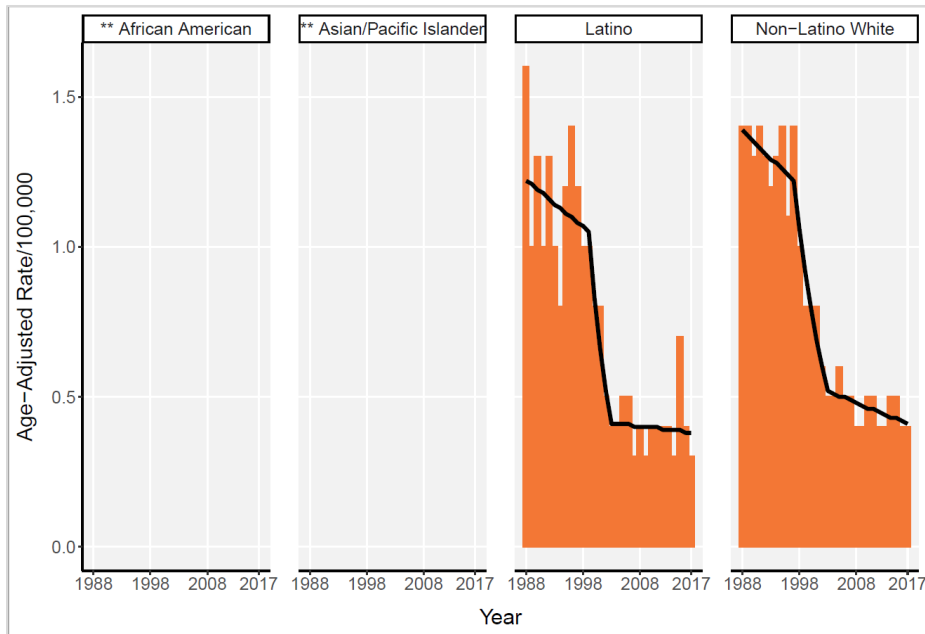 ** African American
** Asian/Pacific Islander
Latino
Non−Latino White
Age−Adjusted Rate/100,000
1.5
1.0
0.5
0.0
1988 1998 2008 2017
1988 1998 2008 2017
1988 1998 2008 2017
1988 1998 2008 2017
Year